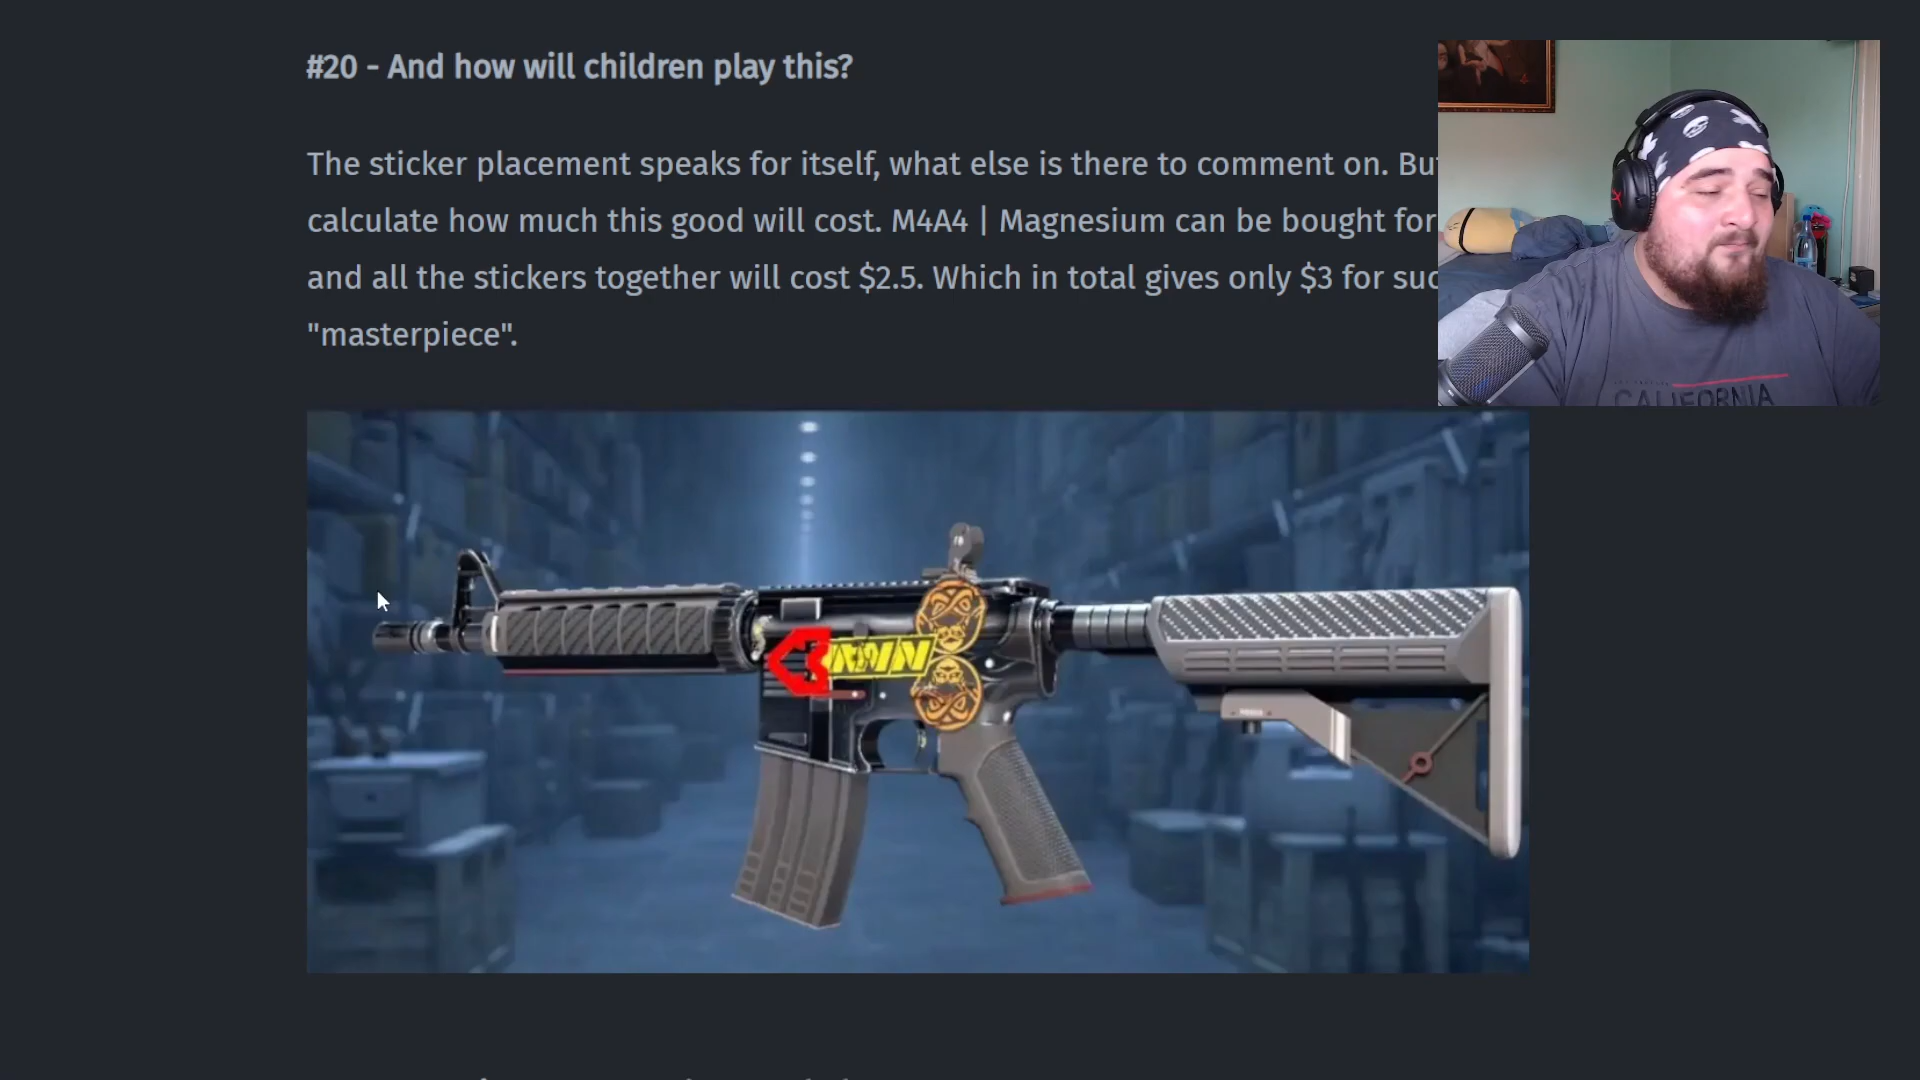 #20 - And how will children play this?
The sticker placement speaks for itself, what else is there to comment on. But
calculate how much this good will cost. M4A4 | Magnesium can be bought for
and all the stickers together will cost $2.5. Which in total gives only $3 for suc
"masterpiece".
CALIFORNIA